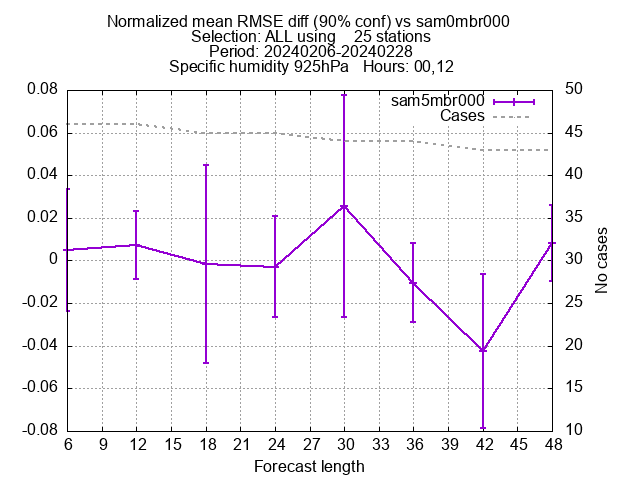 Normalized mean RMSE diff (90% conf) vs sam0mbr000
Selection: ALL using    25 stations
Period: 20240206-20240228
Specific humidity 925hPa   Hours: 00,12
sam5mbr000
Cases
0.08
0.06
0.04
0.02
0
-0.02
-0.04
-0.06
-0.08
50
45
40
35
30
25
20
15
10
No cases
6 12 15 18 21 24 27 30 33 36 39 42 45 48
Forecast length